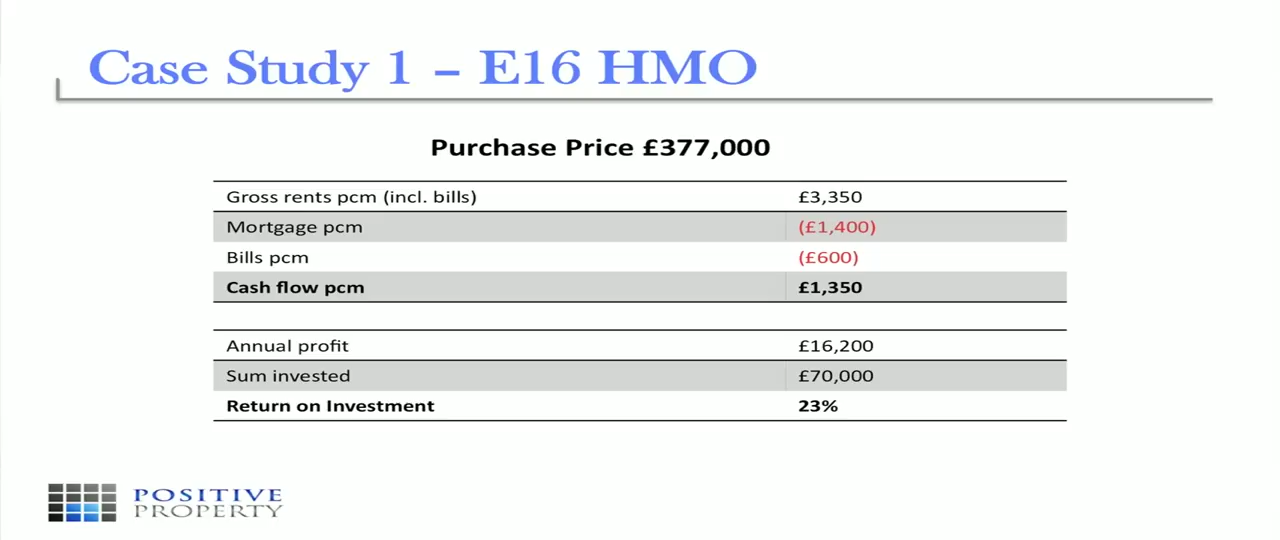 Case Study 1 – E16 HMO
Purchase Price £377,000
Gross rents pcm (incl. bills) £3,350
Mortgage pcm (£1,400)
Bills pcm (£600)
Cash flow pcm £1,350
Annual profit £16,200
Sum invested £70,000
Return on Investment 23%
POSITIVE
PROPERTY